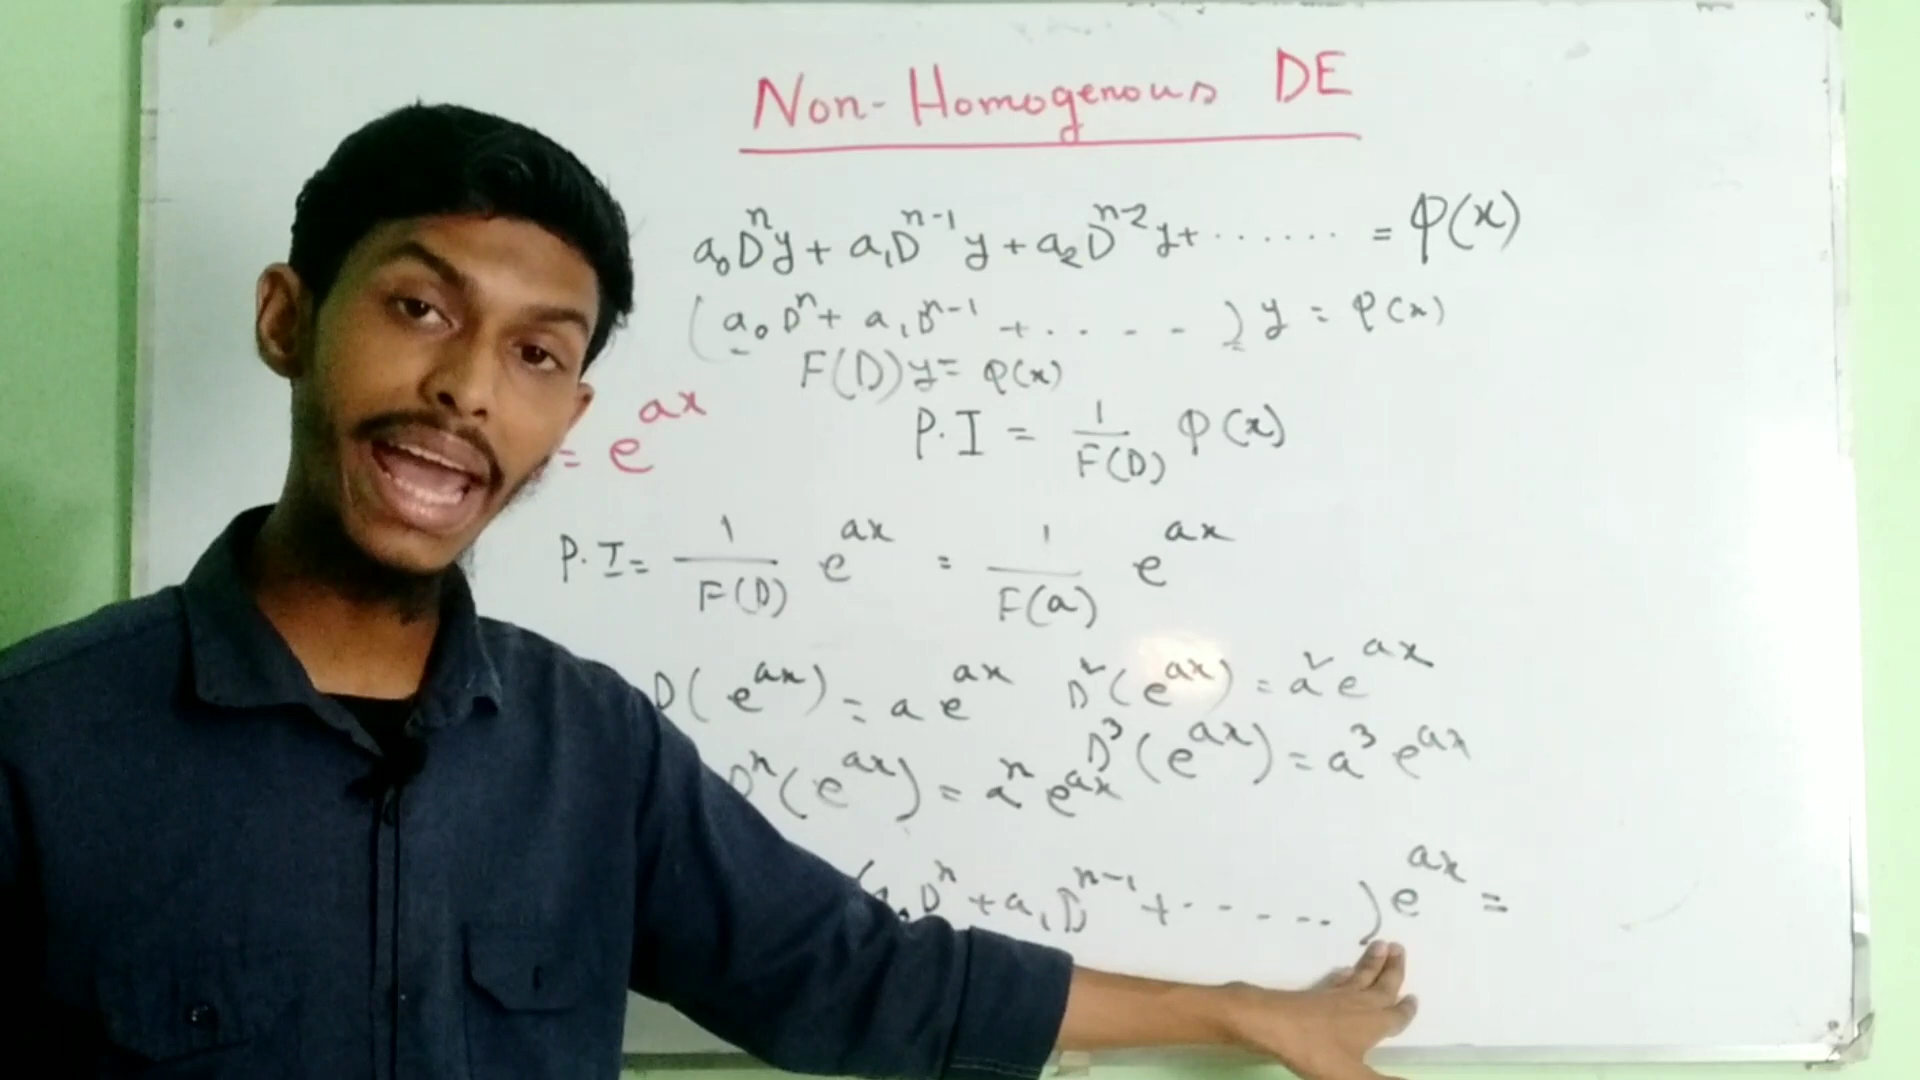 Non-Homogenous DE
a₀Dⁿy + a₁Dⁿ⁻¹y + a₂Dⁿ⁻²y + ...... = φ(x)
(a₀Dⁿ + a₁Dⁿ⁻¹ + .....)y = φ(x)
F(D)y = φ(x)
= e^{ax}
P.I = 1/F(D) φ(x)
P.I = 1/F(D) e^{ax} = 1/F(a) e^{ax}
D(e^{ax}) = a e^{ax} D²(e^{ax}) = a² e^{ax}
D³(e^{ax}) = a³ e^{ax}
Dⁿ(e^{ax}) = aⁿ e^{ax}
(a₀Dⁿ + a₁Dⁿ⁻¹ + ......) e^{ax} =